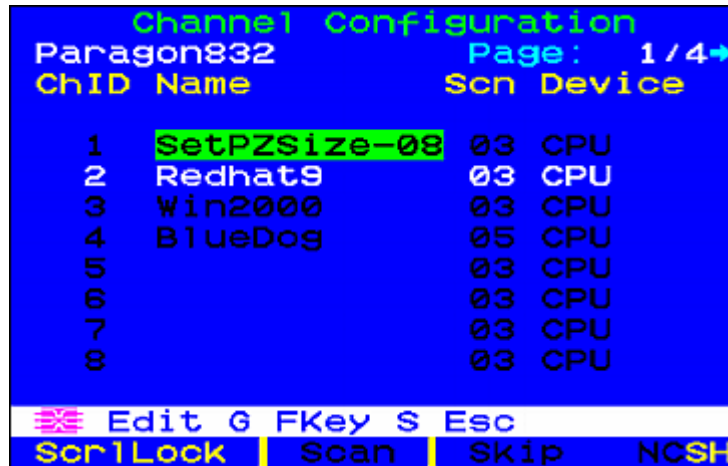 Channel Configuration
Paragon832 Page: 1/4
ChID Name Scn Device
1 SetPZSize-08 03 CPU
2 Redhat9 03 CPU
3 Win2000 03 CPU
4 BlueDog 05 CPU
5 03 CPU
6 03 CPU
7 03 CPU
8 03 CPU
Edit G FKey S Esc
ScrlLock Scan Skip NCSH